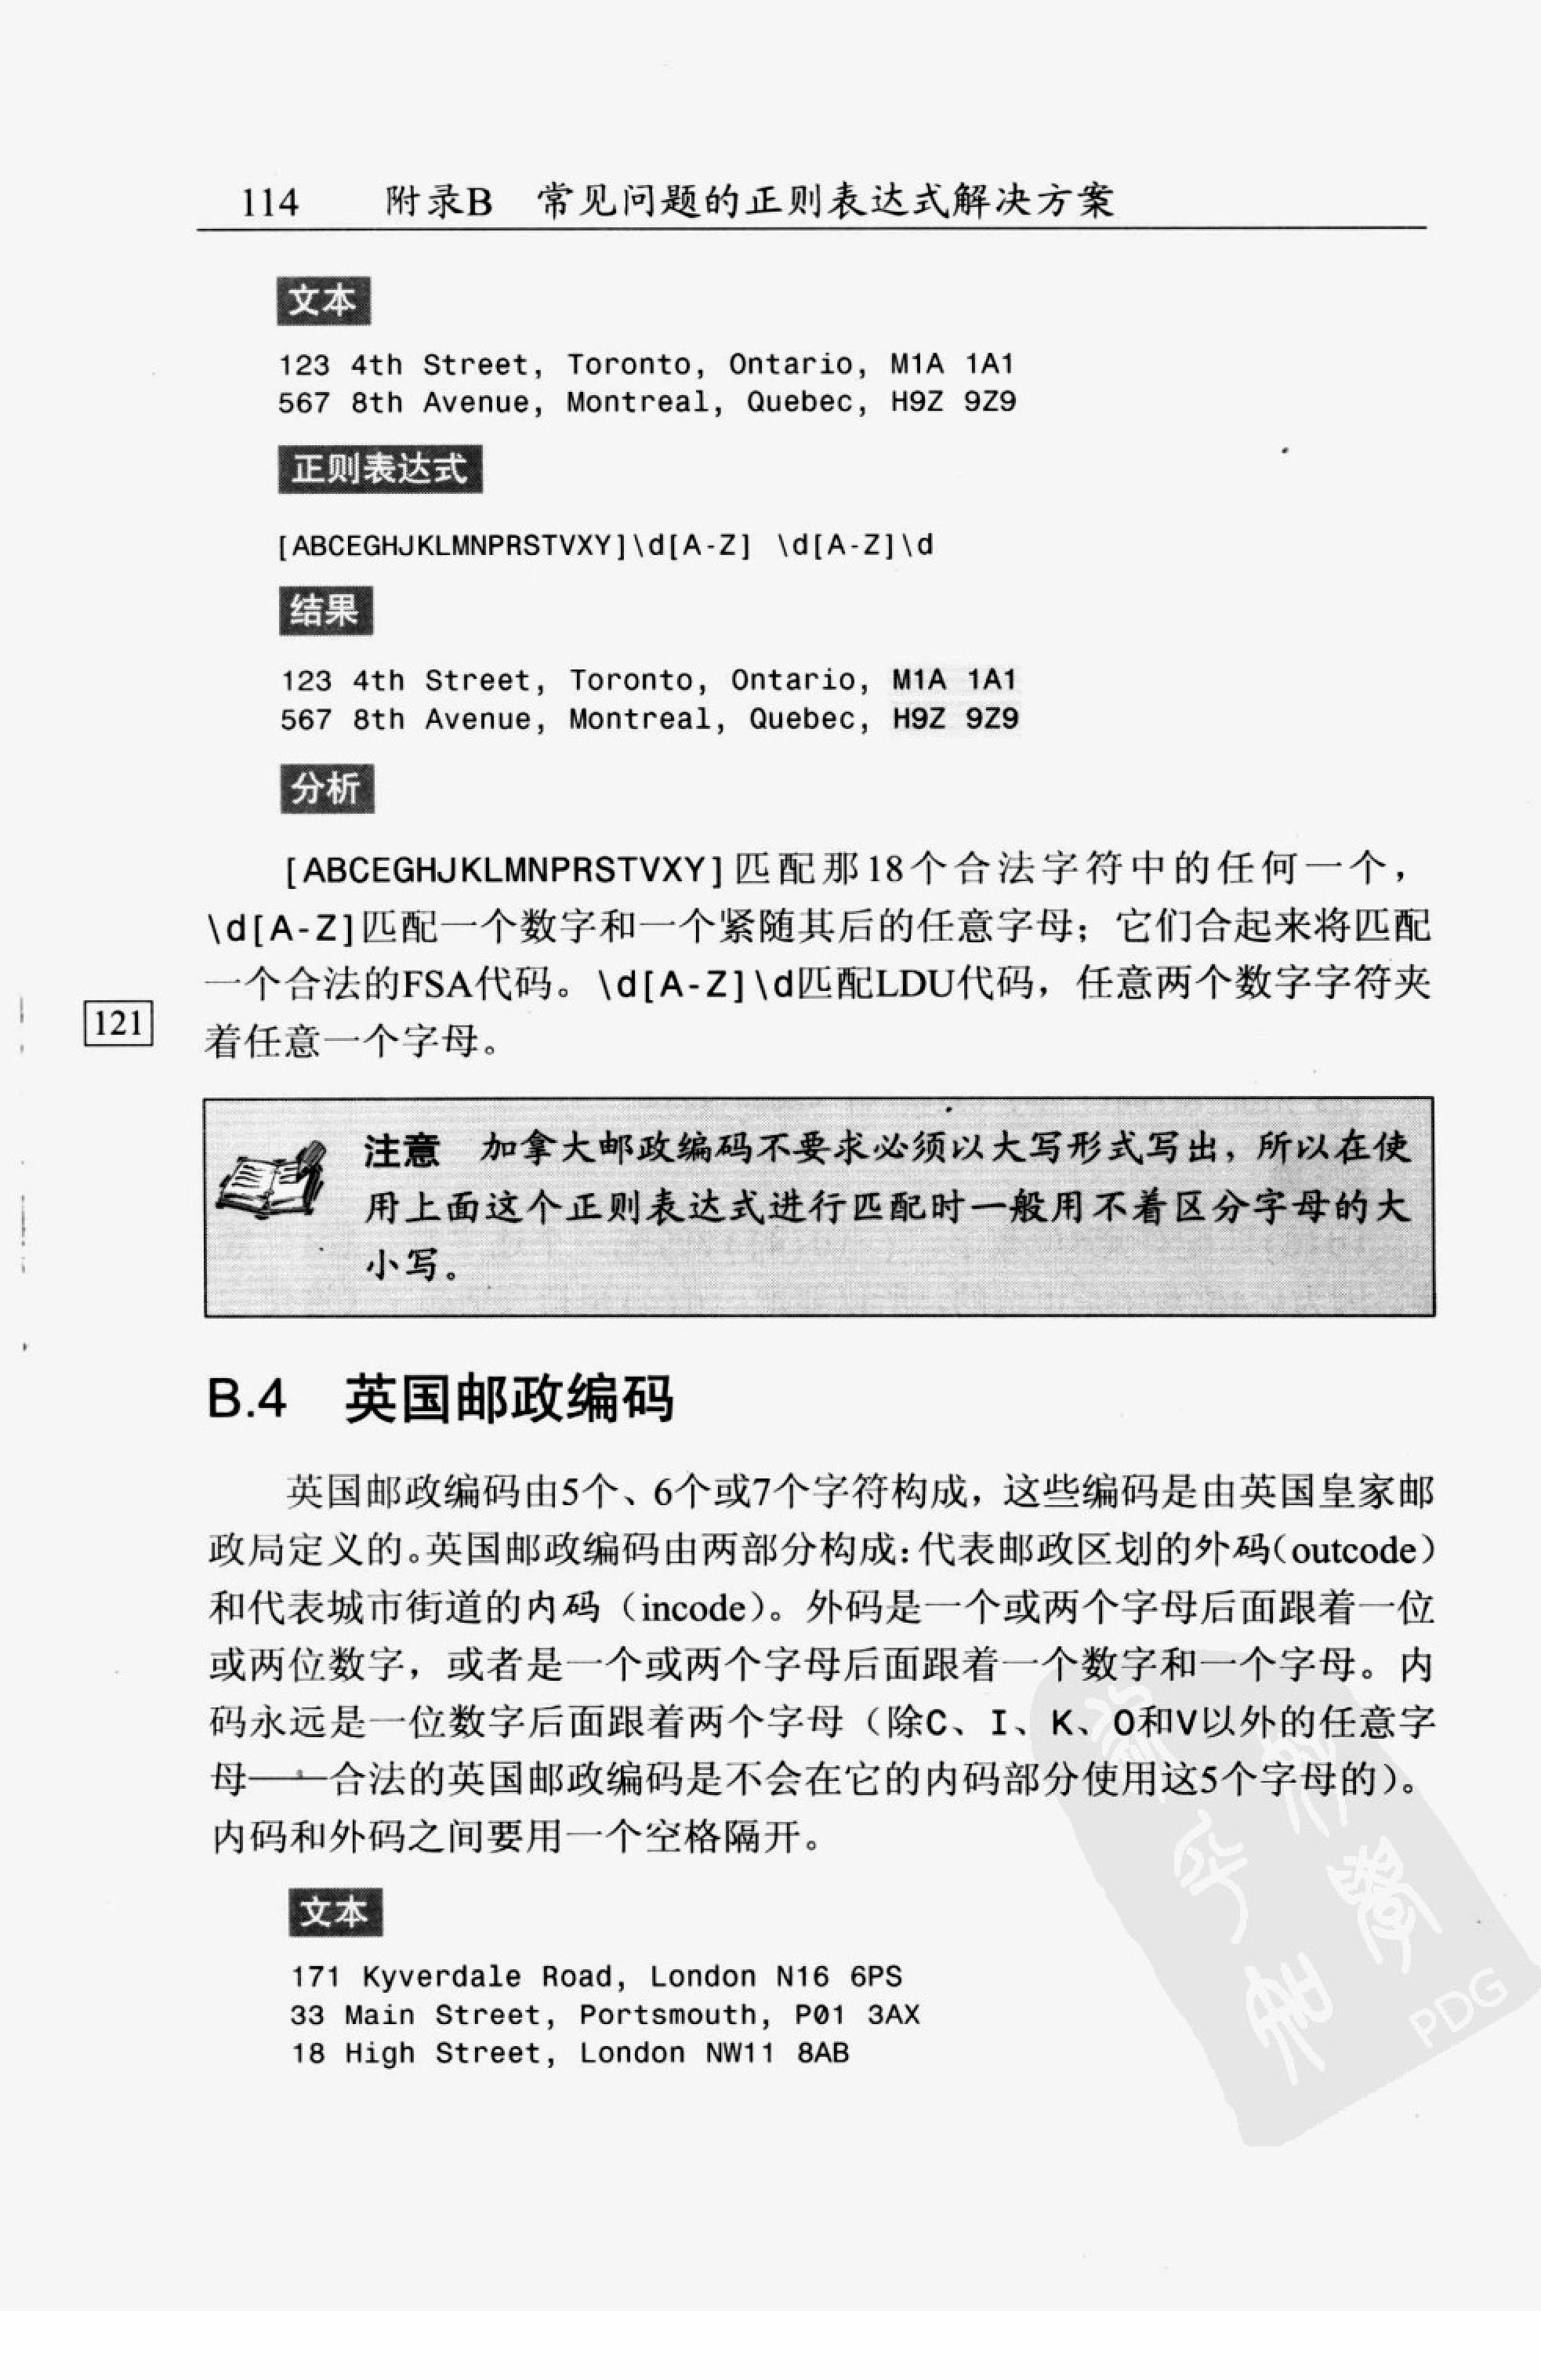 114 附录B 常见问题的正则表达式解决方案
文本
123 4th Street, Toronto, Ontario, M1A 1A1
567 8th Avenue, Montreal, Quebec, H9Z 9Z9
正则表达式
[ABCEGHJKLMNPRSTVXY]\d[A-Z] \d[A-Z]\d
结果
123 4th Street, Toronto, Ontario, M1A 1A1
567 8th Avenue, Montreal, Quebec, H9Z 9Z9
分析
[ABCEGHJKLMNPRSTVXY]匹配那18个合法字符中的任何一个，
\d[A-Z]匹配一个数字和一个紧随其后的任意字母；它们合起来将匹配
一个合法的FSA代码。\d[A-Z]\d匹配LDU代码，任意两个数字字符夹
121
着任意一个字母。
注意 加拿大邮政编码不要求必须以大写形式写出，所以在使
用上面这个正则表达式进行匹配时一般用不着区分字母的大
小写。
B.4 英国邮政编码
英国邮政编码由5个、6个或7个字符构成，这些编码是由英国皇家邮
政局定义的。英国邮政编码由两部分构成：代表邮政区划的外码（outcode）
和代表城市街道的内码（incode）。外码是一个或两个字母后面跟着一位
或两位数字，或者是一个或两个字母后面跟着一个数字和一个字母。内
码永远是一位数字后面跟着两个字母（除C、I、K、O和V以外的任意字
母——合法的英国邮政编码是不会在它的内码部分使用这5个字母的）。
内码和外码之间要用一个空格隔开。
文本
171 Kyverdale Road, London N16 6PS
33 Main Street, Portsmouth, P01 3AX
18 High Street, London NW11 8AB
PDG